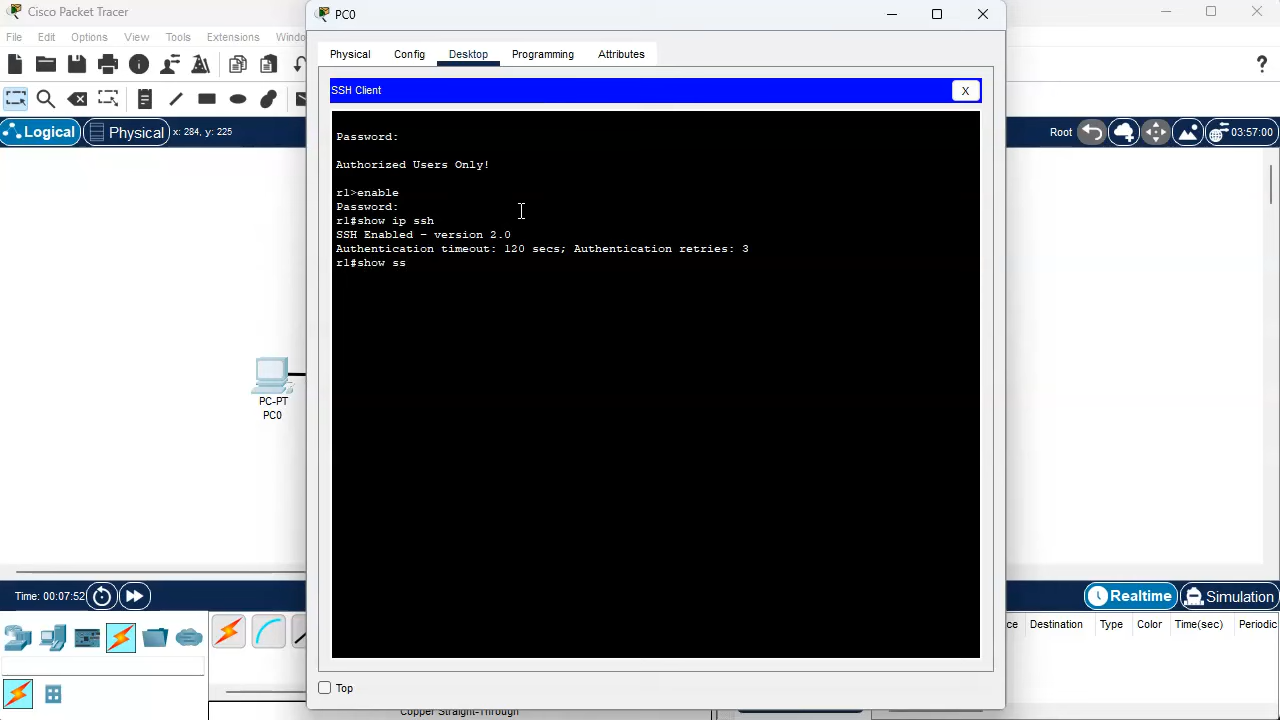 Cisco Packet Tracer
PC0
File Edit Options View Tools Extensions Windo
Physical Config Desktop Programming Attributes
SSH Client
X
?
Logical Physical x: 284, y: 225
Root 03:57:00
Password:
Authorized Users Only!
r1>enable
Password:
r1#show ip ssh
SSH Enabled - version 2.0
Authentication timeout: 120 secs; Authentication retries: 3
r1#show ss
PC-PT
PC0
Time: 00:07:52
Realtime Simulation
ce Destination Type Color Time(sec) Periodic
Top
Copper Straight-Through